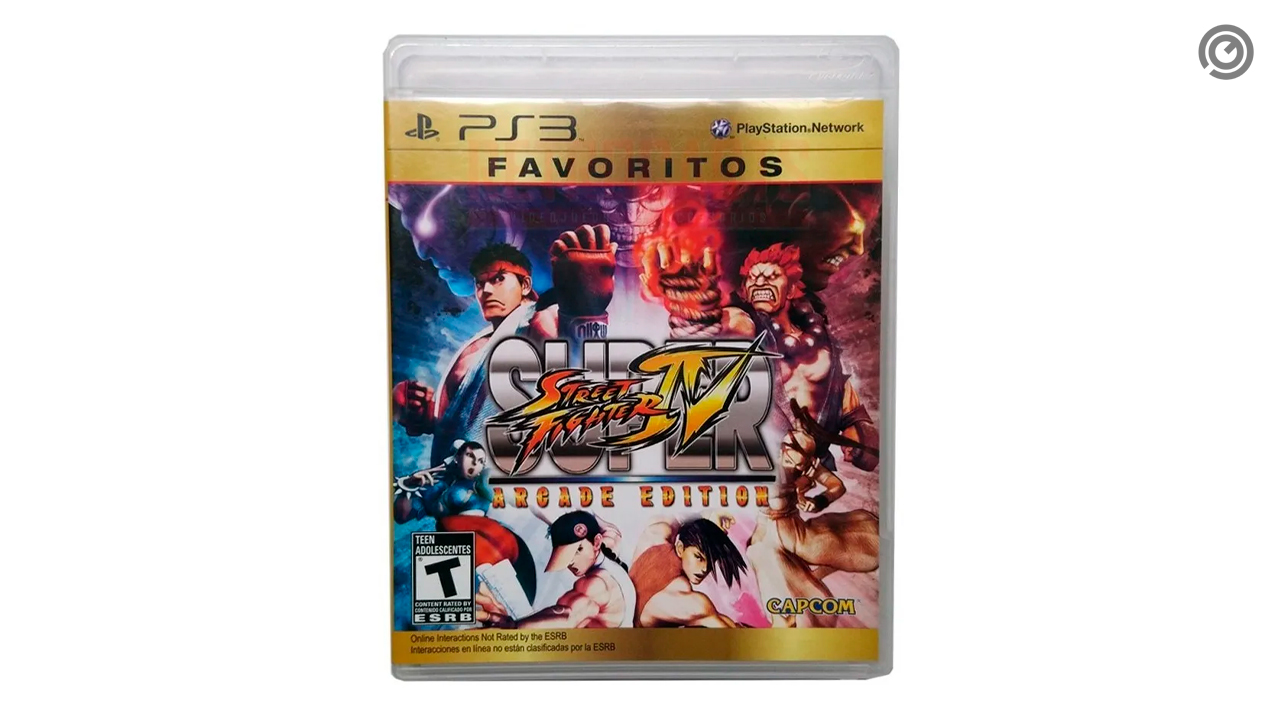 PS3
PlayStation®Network
FAVORITOS
SUPER
STREET
FIGHTER IV
ARCADE EDITION
TEEN
ADOLESCENTES
T
CONTENT RATED BY
CONTENIDO CALIFICADO POR
ESRB
CAPCOM
Online Interactions Not Rated by the ESRB
Interacciones en línea no están clasificadas por la ESRB